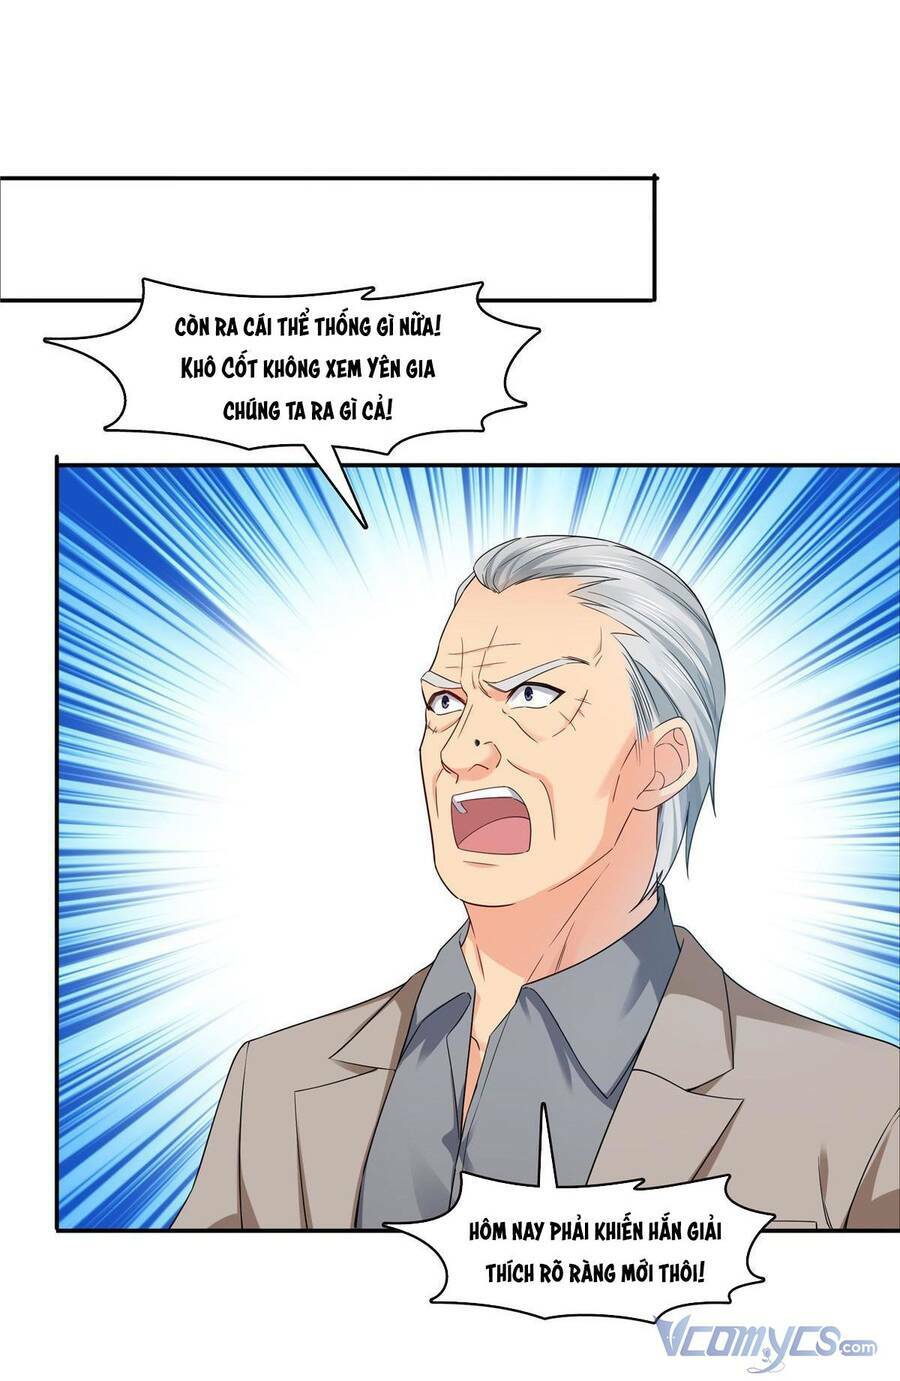 CÒN RA CÁI THỂ THỐNG GÌ NỮA!
KHÔ CỐT KHÔNG XEM YÊN GIA
CHÚNG TA RA GÌ CẢ!
HÔM NAY PHẢI KHIẾN HẮN GIẢI
THÍCH RÕ RÀNG MỚI THÔI!
VCOMYCS.com